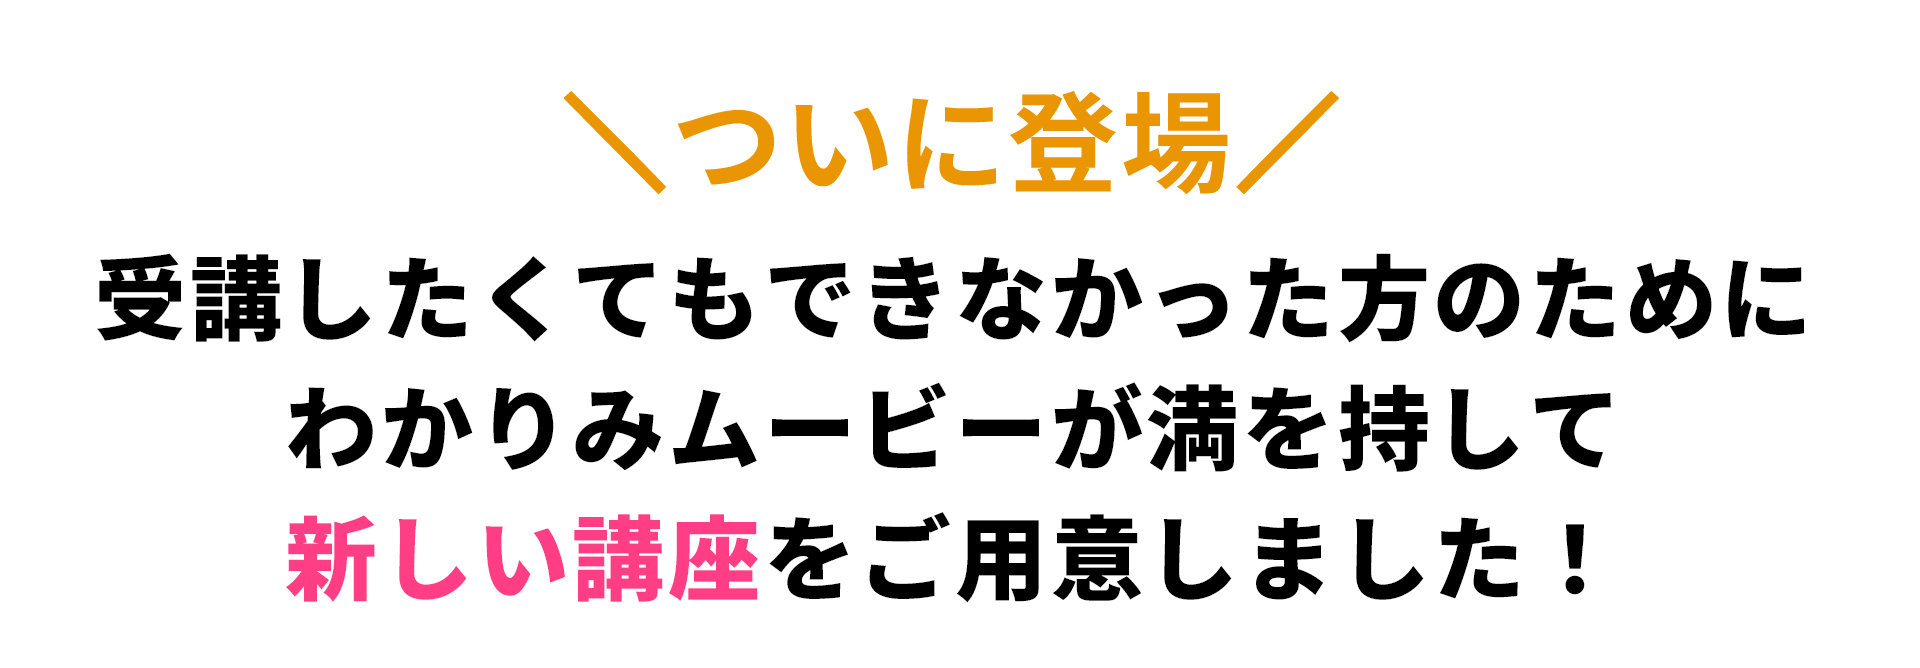 ＼ついに登場／
受講したくてもできなかった方のために
わかりみムービーが満を持して
新しい講座をご用意しました！